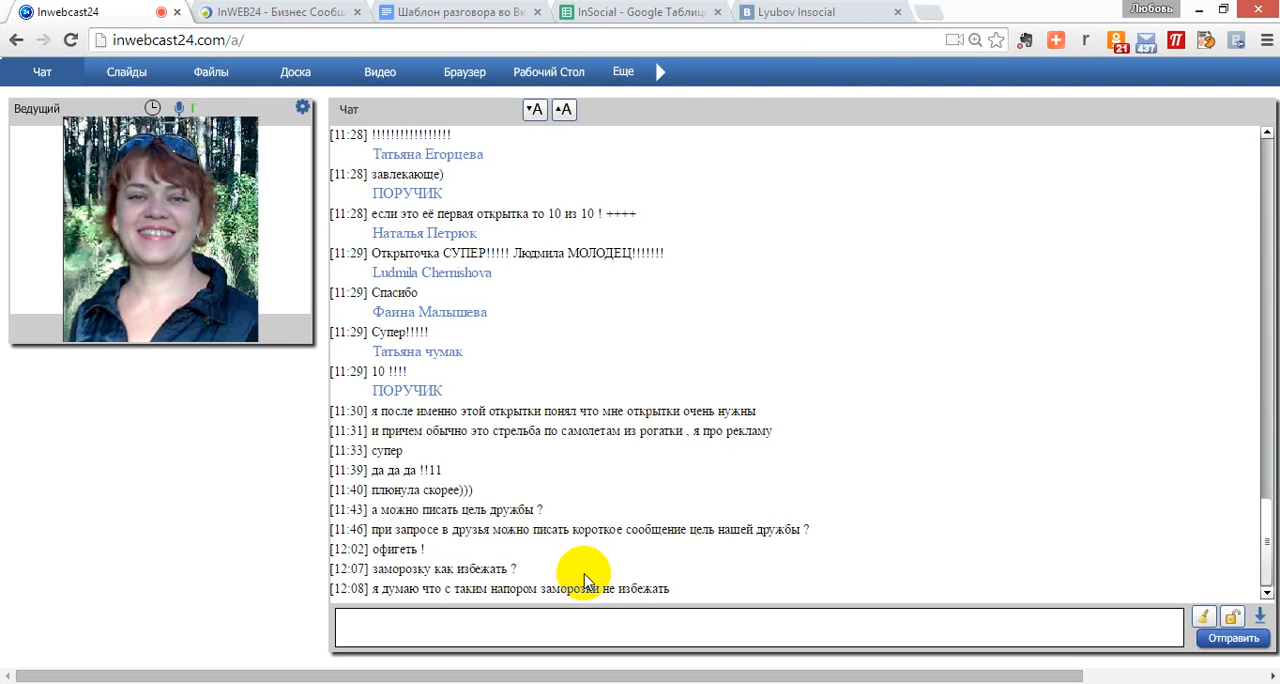 Inwebcast24
InWEB24 - Бизнес Сообщ
Шаблон разговора во Вк
InSocial - Google Таблиц
Lyubov Insocial
Любовь
inwebcast24.com/a/
21
437
Чат
Слайды
Файлы
Доска
Видео
Браузер
Рабочий Стол
Еще
Ведущий
Чат
▾A
▴A
[11:28] !!!!!!!!!!!!!!!!!
Татьяна Егорцева
[11:28] завлекающе)
ПОРУЧИК
[11:28] если это её первая открытка то 10 из 10 ! ++++
Наталья Петрюк
[11:29] Открыточка СУПЕР!!!!! Людмила МОЛОДЕЦ!!!!!!!
Ludmila Chernishova
[11:29] Спасибо
Фаина Малышева
[11:29] Супер!!!!!
Татьяна чумак
[11:29] 10 !!!!
ПОРУЧИК
[11:30] я после именно этой открытки понял что мне открытки очень нужны
[11:31] и причем обычно это стрельба по самолетам из рогатки , я про рекламу
[11:33] супер
[11:39] да да да !!11
[11:40] плюнула скорее)))
[11:43] а можно писать цель дружбы ?
[11:46] при запросе в друзья можно писать короткое сообщение цель нашей дружбы ?
[12:02] офигеть !
[12:07] заморозку как избежать ?
[12:08] я думаю что с таким напором заморозки не избежать
Отправить